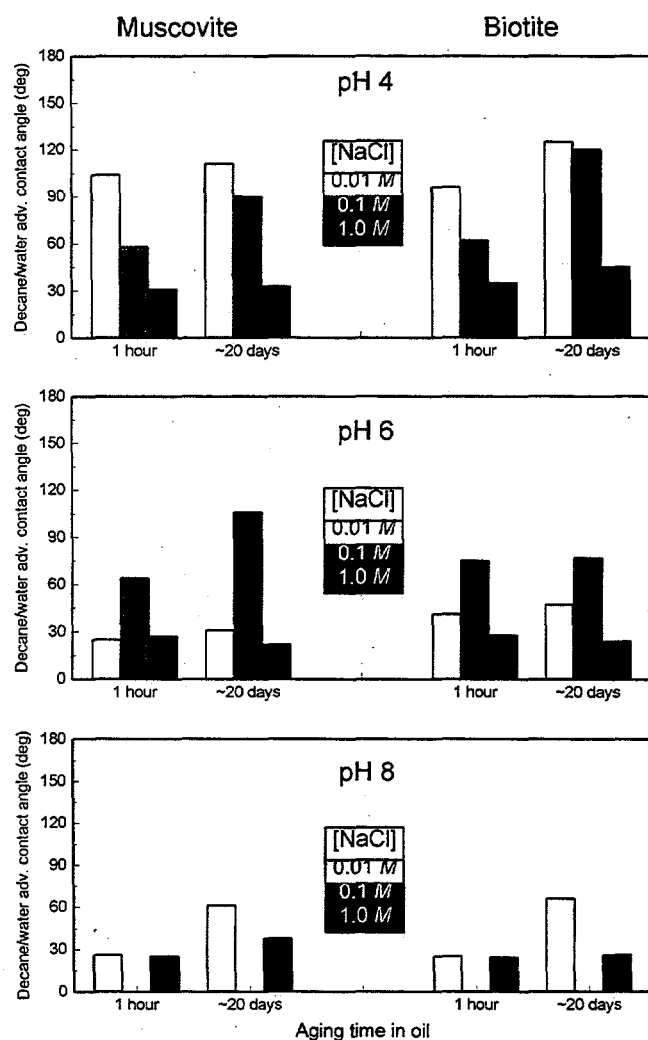 Muscovite Biotite
Decane/water adv. contact angle (deg)
180
150
120
90
60
30
0
pH 4
[NaCl]
0.01 M
0.1 M
1.0 M
1 hour ~20 days 1 hour ~20 days
Decane/water adv. contact angle (deg)
180
150
120
90
60
30
0
pH 6
[NaCl]
0.01 M
0.1 M
1.0 M
1 hour ~20 days 1 hour ~20 days
Decane/water adv. contact angle (deg)
180
150
120
90
60
30
0
pH 8
[NaCl]
0.01 M
0.1 M
1.0 M
1 hour ~20 days 1 hour ~20 days
Aging time in oil